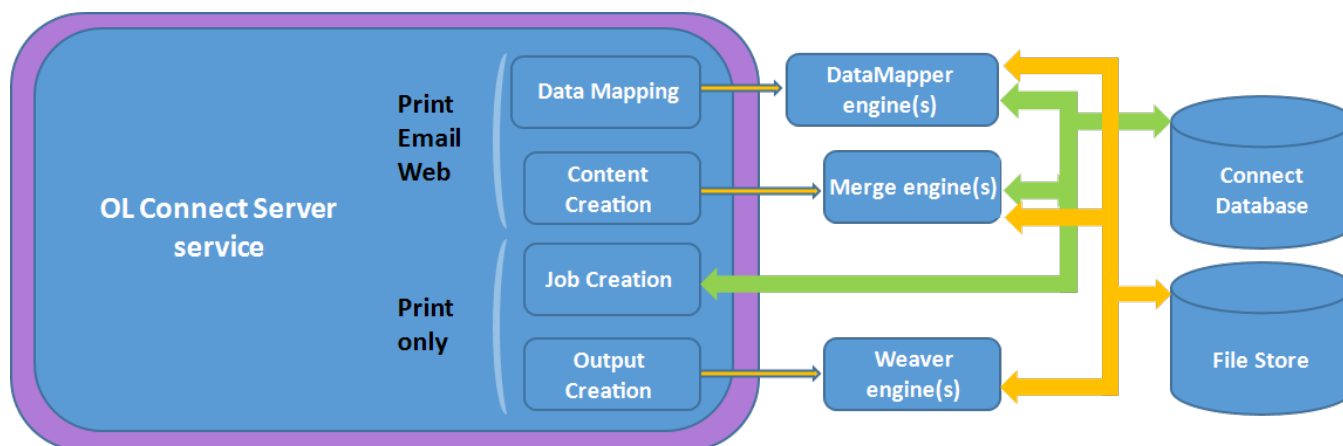 OL Connect Server
service
Print
Email
Web
Print
only
Data Mapping
Content
Creation
Job Creation
Output
Creation
DataMapper
engine(s)
Merge engine(s)
Weaver
engine(s)
Connect
Database
File Store